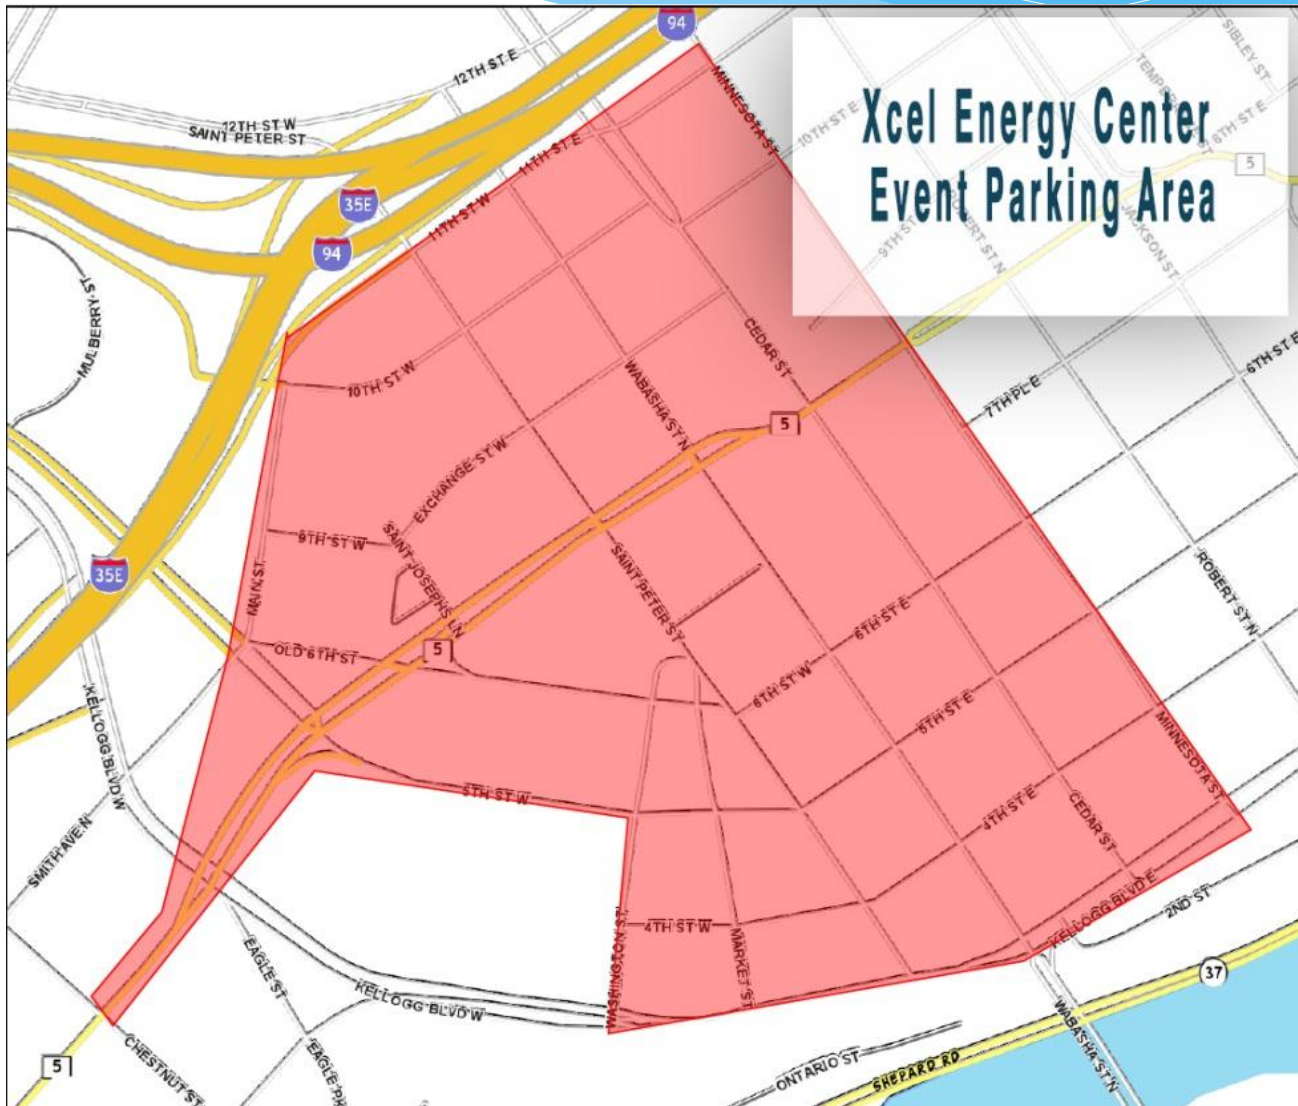 94
SIBLEY ST
12TH ST E
12TH ST W
SAINT PETER ST
Xcel Energy Center
Event Parking Area
MINNESOTA ST
10TH ST E
8TH ST E
5
11TH ST E
35E
11TH ST W
94
9TH ST
ROBERT ST N
JACKSON ST
MULBERRY ST
CEDAR ST
6TH ST E
10TH ST W
WABASHA ST N
7TH PL E
5
EXCHANGE ST W
SAINT JOSEPHS LN
9TH ST W
35E
MAIN ST
SAINT PETER ST
ROBERT ST N
6TH ST E
OLD 6TH ST
5
6TH ST W
KELLOGG BLVD W
5TH ST E
MINNESOTA ST
5TH ST W
4TH ST E
CEDAR ST
SMITH AVE N
KELLOGG BLVD E
2ND ST
WASHINGTON ST
4TH ST W
MARKET ST
EAGLE ST
37
KELLOGG BLVD W
WABASHA ST N
CHESTNUT ST
5
ONTARIO ST
SHEPARD RD